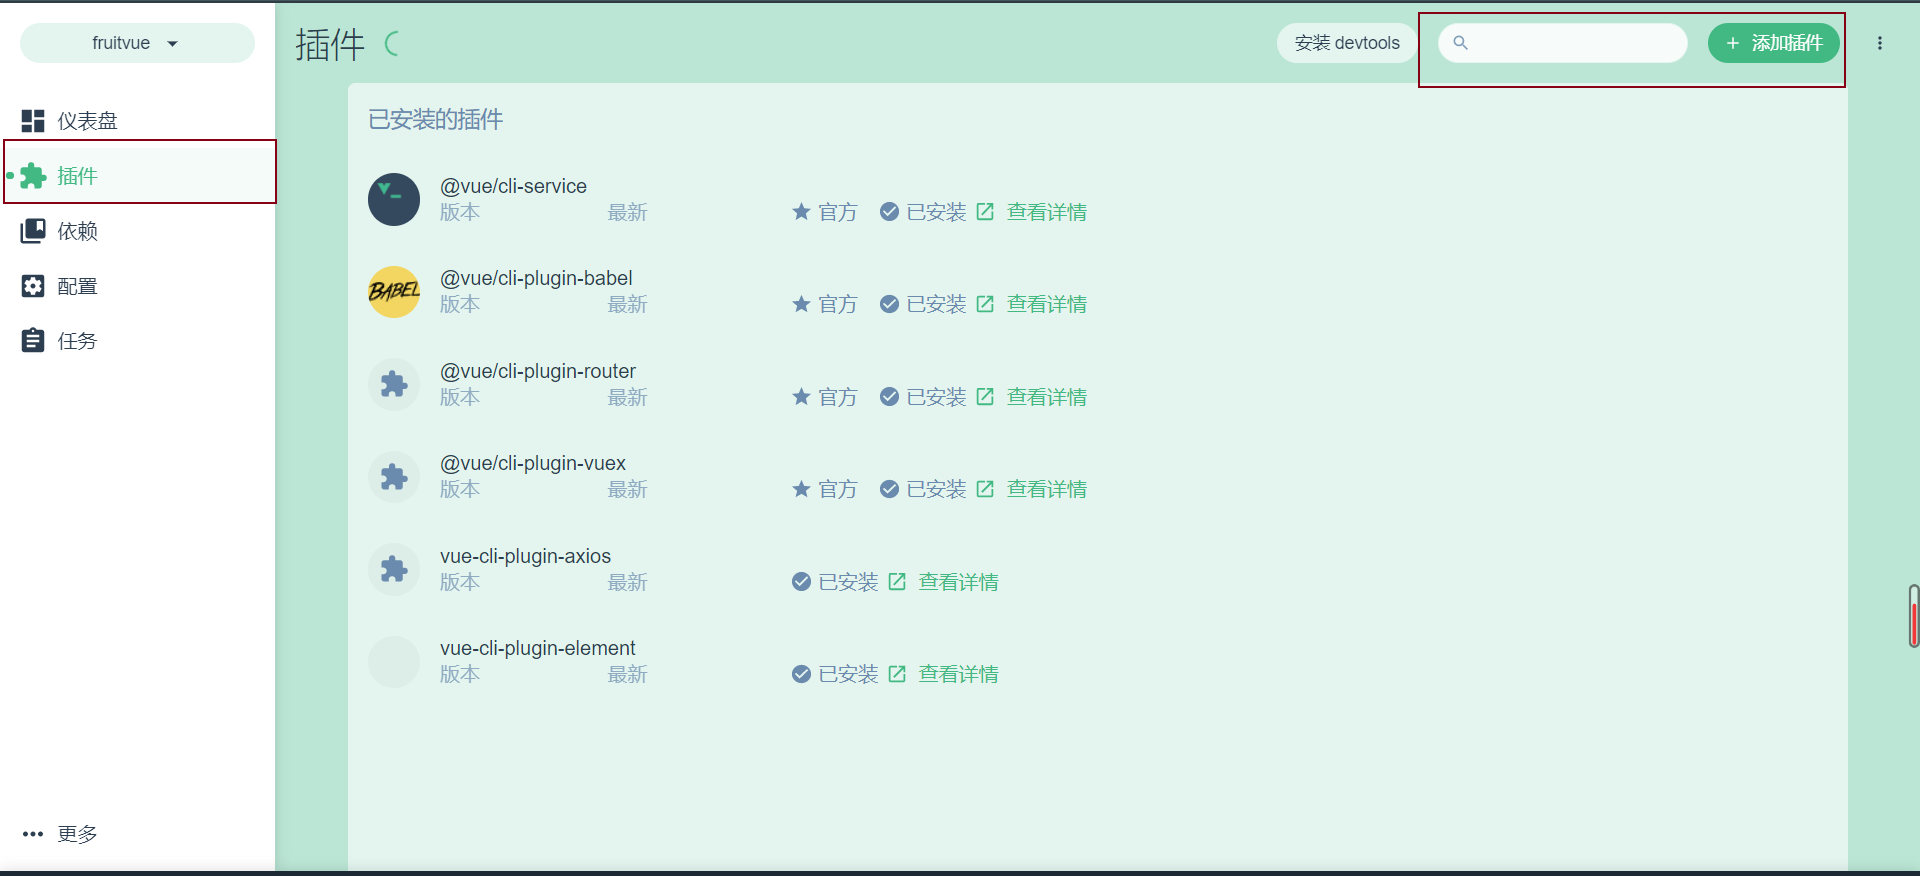 fruitvue
仪表盘
插件
依赖
配置
任务
更多
插件
安装 devtools
添加插件
已安装的插件
@vue/cli-service
版本 最新 官方 已安装 查看详情
BABEL
@vue/cli-plugin-babel
版本 最新 官方 已安装 查看详情
@vue/cli-plugin-router
版本 最新 官方 已安装 查看详情
@vue/cli-plugin-vuex
版本 最新 官方 已安装 查看详情
vue-cli-plugin-axios
版本 最新 已安装 查看详情
vue-cli-plugin-element
版本 最新 已安装 查看详情